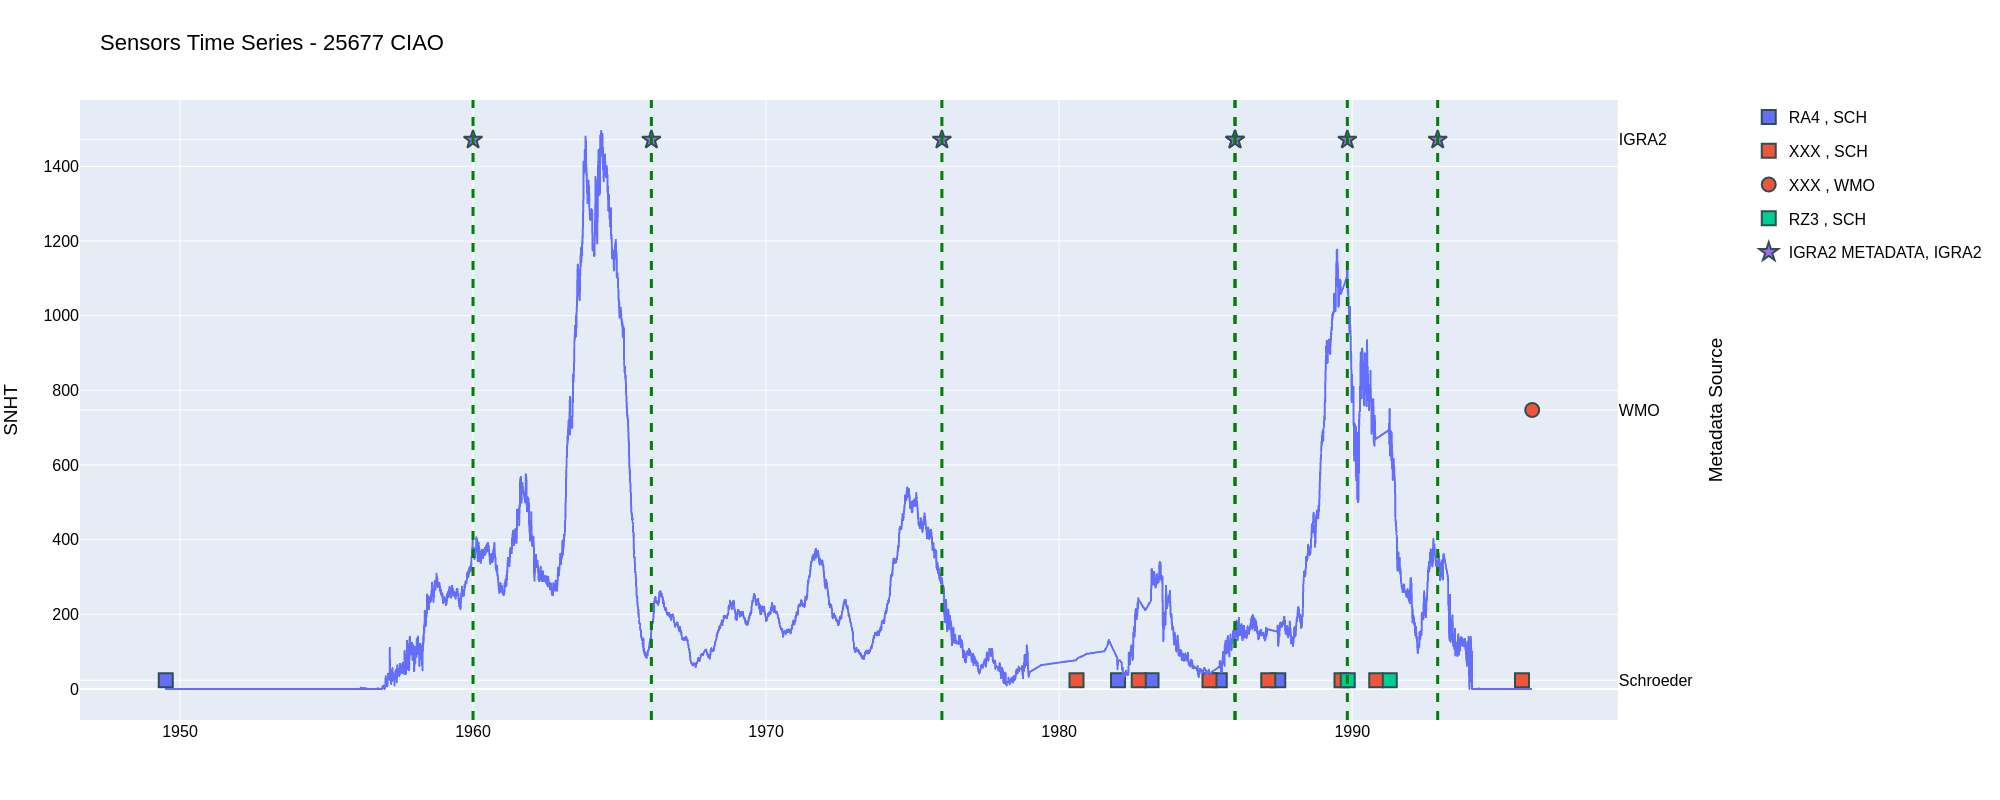 Sensors Time Series - 25677 CIAO
RA4 , SCH
XXX , SCH
XXX , WMO
RZ3 , SCH
IGRA2 METADATA, IGRA2
IGRA2
WMO
Schroeder
Metadata Source
SNHT
1400
1200
1000
800
600
400
200
0
1950
1960
1970
1980
1990